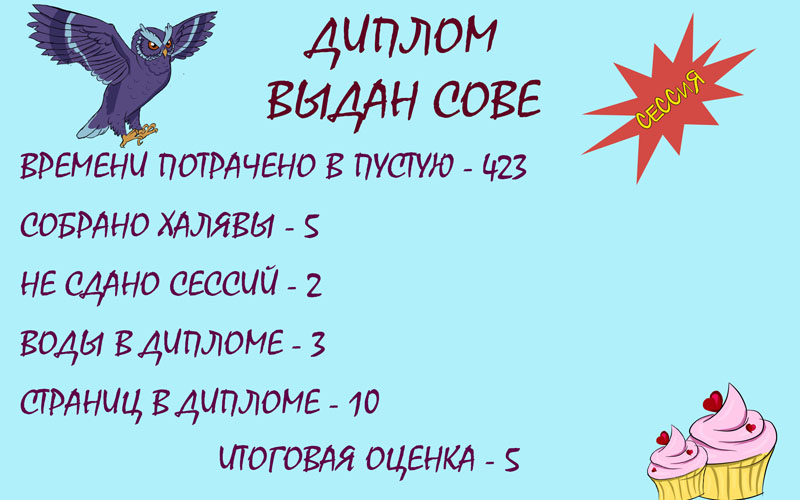 ДИПЛОМ
ВЫДАН СОВЕ
СЕССИЯ
ВРЕМЕНИ ПОТРАЧЕНО В ПУСТУЮ - 423
СОБРАНО ХАЛЯВЫ - 5
НЕ СДАНО СЕССИЙ - 2
ВОДЫ В ДИПЛОМЕ - 3
СТРАНИЦ В ДИПЛОМЕ - 10
ИТОГОВАЯ ОЦЕНКА - 5